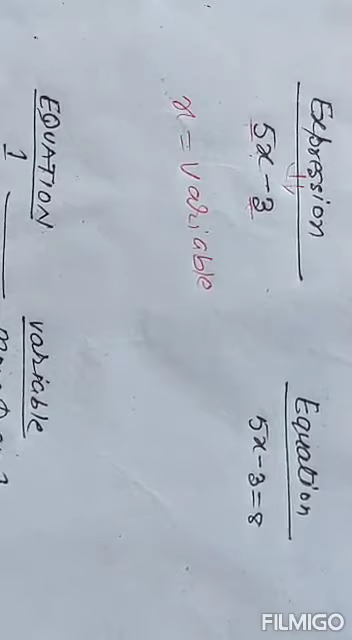 Expression Equation
5x - 3 5x - 3 = 8
x = variable
EQUATION variable
1
FILMIGO